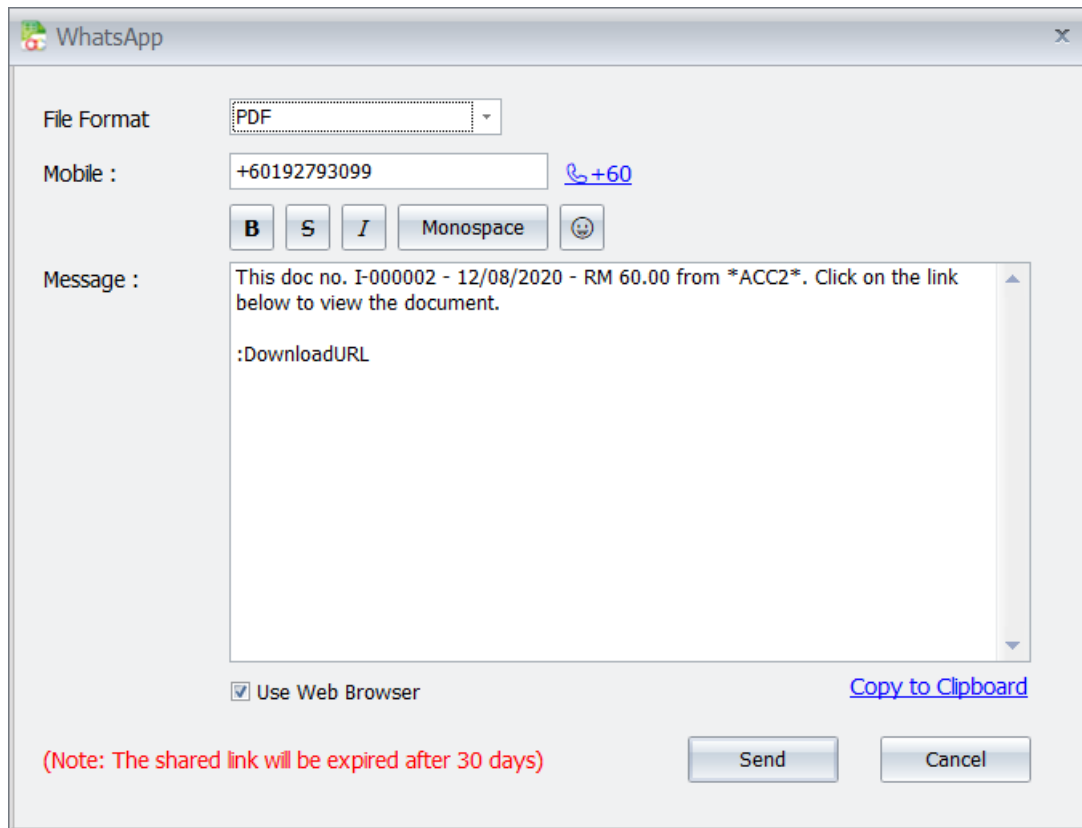 WhatsApp
File Format
PDF
Mobile :
+60192793099
+60
B
S
I
Monospace
Message :
This doc no. I-000002 - 12/08/2020 - RM 60.00 from *ACC2*. Click on the link
below to view the document.
:DownloadURL
Use Web Browser
Copy to Clipboard
(Note: The shared link will be expired after 30 days)
Send
Cancel